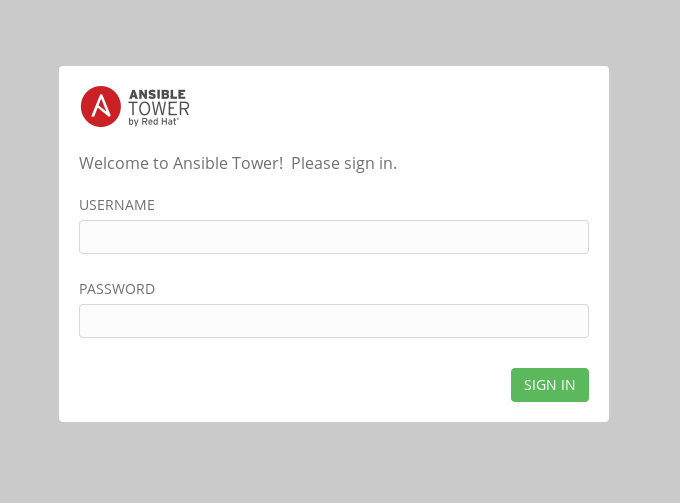 ANSIBLE
TOWER
by Red Hat®
Welcome to Ansible Tower!  Please sign in.
USERNAME
PASSWORD
SIGN IN